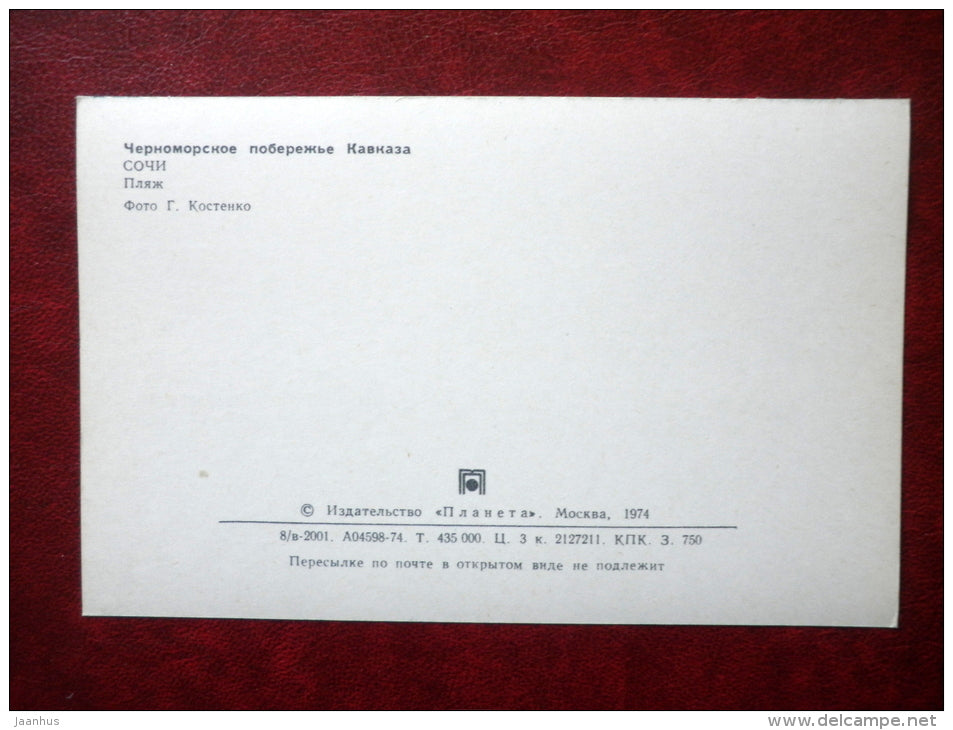 Черноморское побережье Кавказа
СОЧИ
Пляж
Фото Г. Костенко
© Издательство «Планета». Москва, 1974
8/в-2001. А04598-74. Т. 435 000. Ц. 3 к. 2127211. КПК. З. 750
Пересылке по почте в открытом виде не подлежит
jaanhus
www.delcampe.net